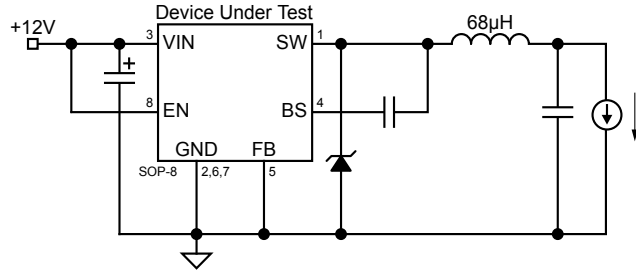 Device Under Test
+12V
3 VIN
SW 1
68µH
+
8 EN
BS 4
GND
FB
SOP-8
2,6,7
5